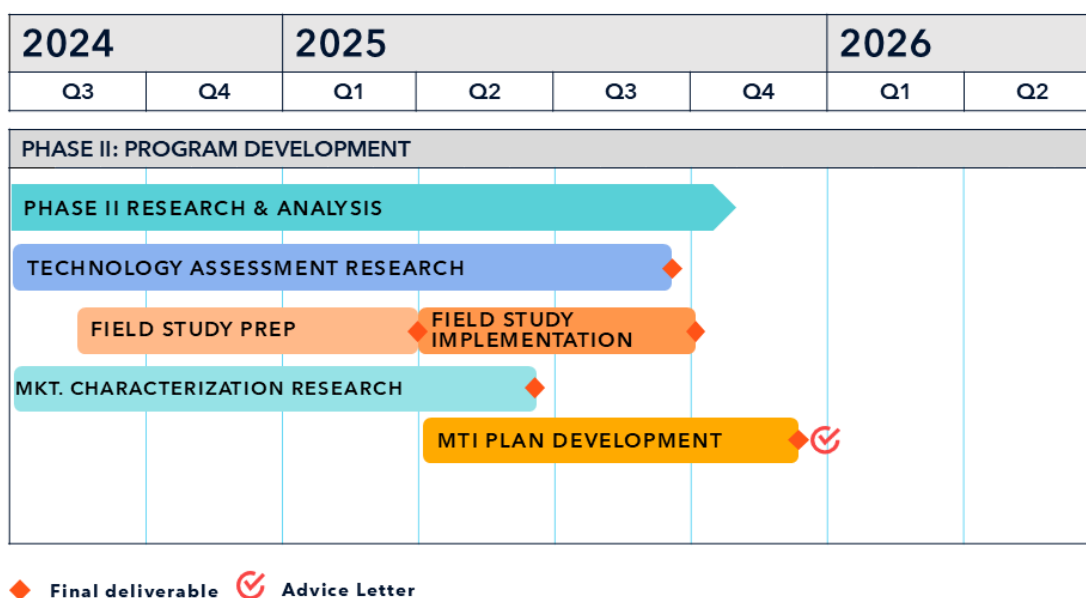 2024 2025 2026
Q3 Q4 Q1 Q2 Q3 Q4 Q1 Q2
PHASE II: PROGRAM DEVELOPMENT
PHASE II RESEARCH & ANALYSIS
TECHNOLOGY ASSESSMENT RESEARCH
FIELD STUDY PREP
FIELD STUDY
IMPLEMENTATION
MKT. CHARACTERIZATION RESEARCH
MTI PLAN DEVELOPMENT
Final deliverable Advice Letter